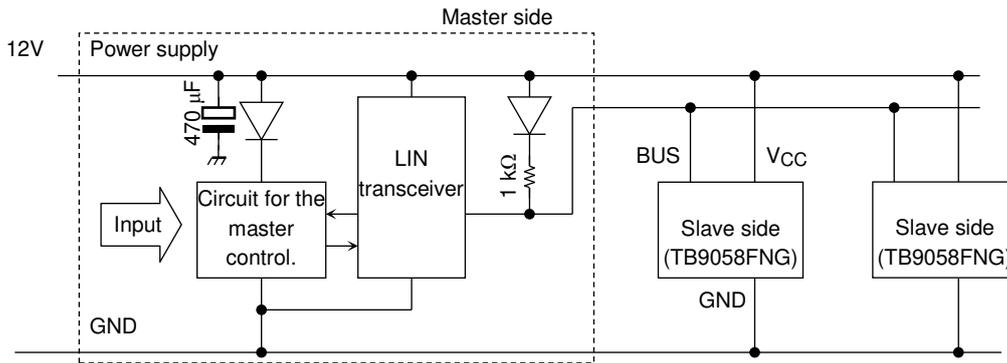 Master side
12V
Power supply
470 μF
LIN
transceiver
1 kΩ
BUS
VCC
Input
Circuit for the
master
control.
Slave side
(TB9058FNG)
Slave side
(TB9058FNG)
GND
GND